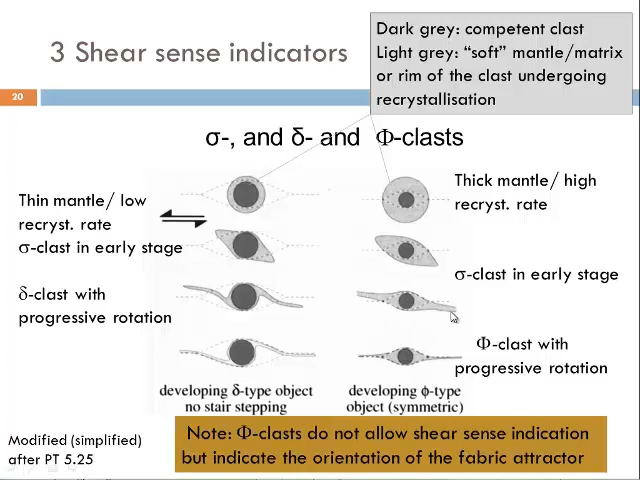 Dark grey: competent clast
Light grey: “soft” mantle/matrix
or rim of the clast undergoing
recrystallisation
3 Shear sense indicators
20
σ-, and δ- and Φ-clasts
Thin mantle/ low
recryst. rate
σ-clast in early stage
Thick mantle/ high
recryst. rate
σ-clast in early stage
δ-clast with
progressive rotation
Φ-clast with
progressive rotation
developing δ-type object
no stair stepping
developing ϕ-type
object (symmetric)
Note: Φ-clasts do not allow shear sense indication
but indicate the orientation of the fabric attractor
Modified (simplified)
after PT 5.25